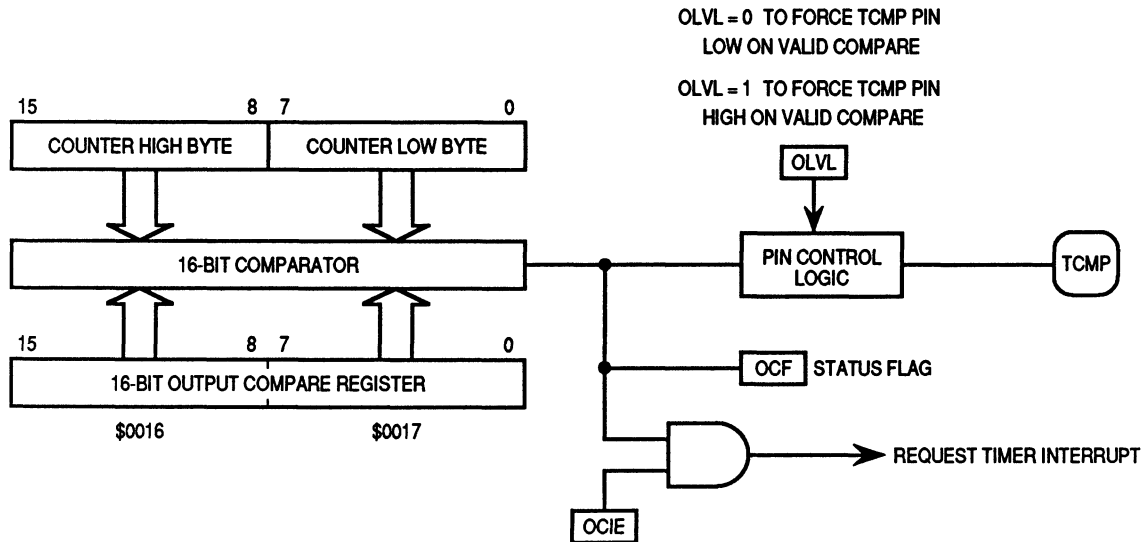 OLVL = 0 TO FORCE TCMP PIN
LOW ON VALID COMPARE
OLVL = 1 TO FORCE TCMP PIN
HIGH ON VALID COMPARE
15 8 7 0
COUNTER HIGH BYTE COUNTER LOW BYTE
OLVL
16-BIT COMPARATOR
PIN CONTROL
LOGIC
TCMP
15 8 7 0
16-BIT OUTPUT COMPARE REGISTER
$0016 $0017
OCF STATUS FLAG
REQUEST TIMER INTERRUPT
OCIE